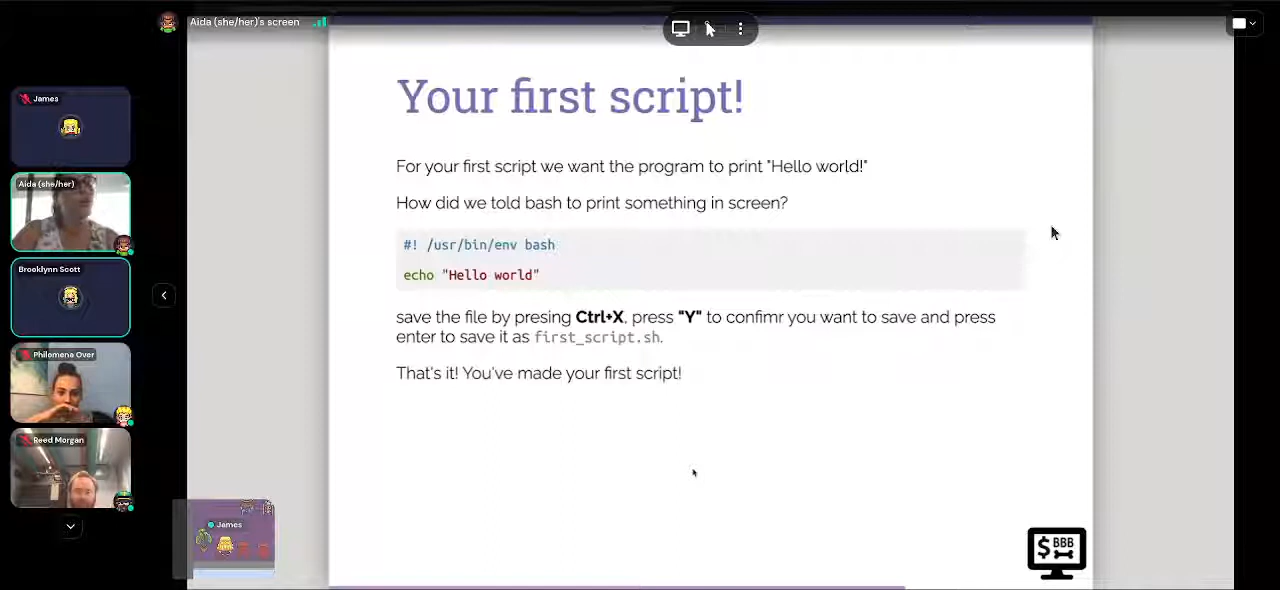 Aida (she/her)'s screen
James
Aida (she/her)
Brooklynn Scott
Philomena Over
Reed Morgan
James
Your first script!
For your first script we want the program to print "Hello world!"
How did we told bash to print something in screen?
#! /usr/bin/env bash
echo "Hello world"
save the file by presing Ctrl+X, press "Y" to confimr you want to save and press
enter to save it as first_script.sh.
That's it! You've made your first script!
$ BBB